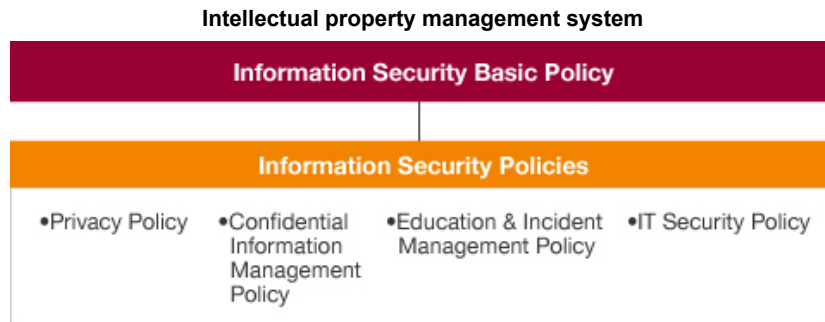 Intellectual property management system
Information Security Basic Policy
Information Security Policies
•Privacy Policy
•Confidential
Information
Management
Policy
•Education & Incident
Management Policy
•IT Security Policy